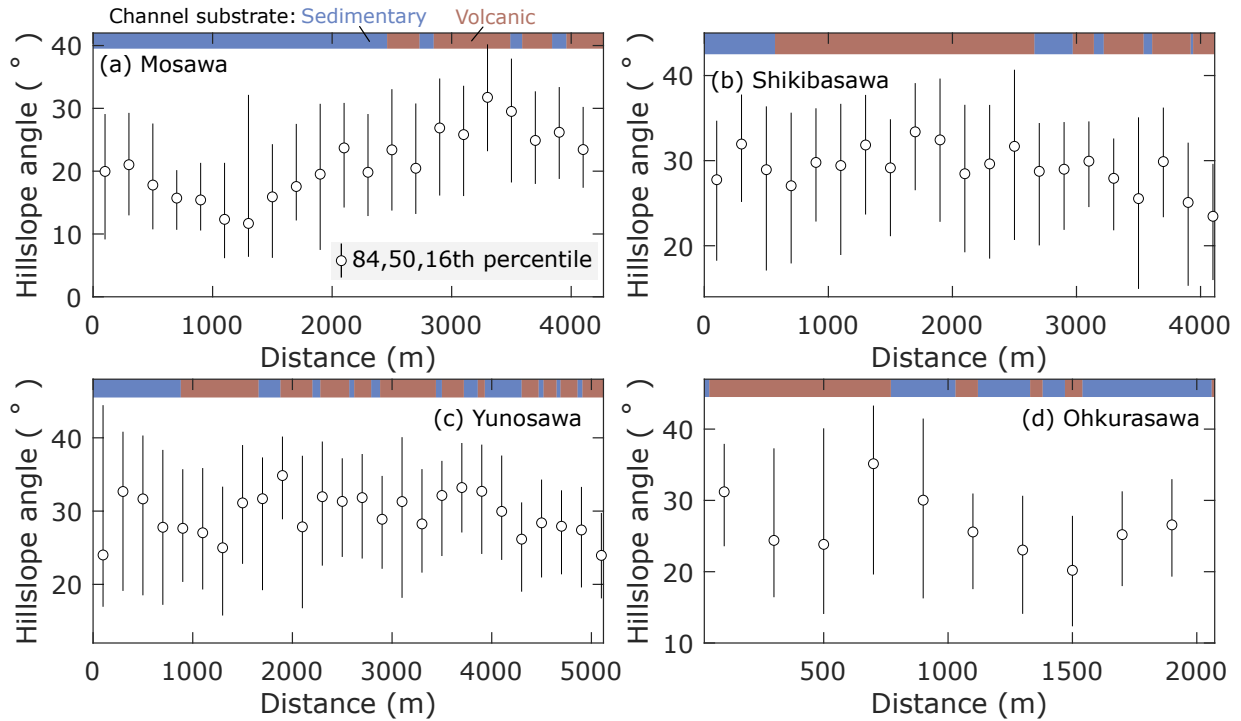 Channel substrate: Sedimentary Volcanic
(a) Mosawa
Hillslope angle ( ° )
40
30
20
10
0
84,50,16th percentile
0 1000 2000 3000 4000
Distance (m)
(b) Shikibasawa
Hillslope angle ( ° )
40
30
20
0 1000 2000 3000 4000
Distance (m)
(c) Yunosawa
Hillslope angle ( ° )
40
30
20
0 1000 2000 3000 4000 5000
Distance (m)
(d) Ohkurasawa
Hillslope angle ( ° )
40
30
20
10
500 1000 1500 2000
Distance (m)